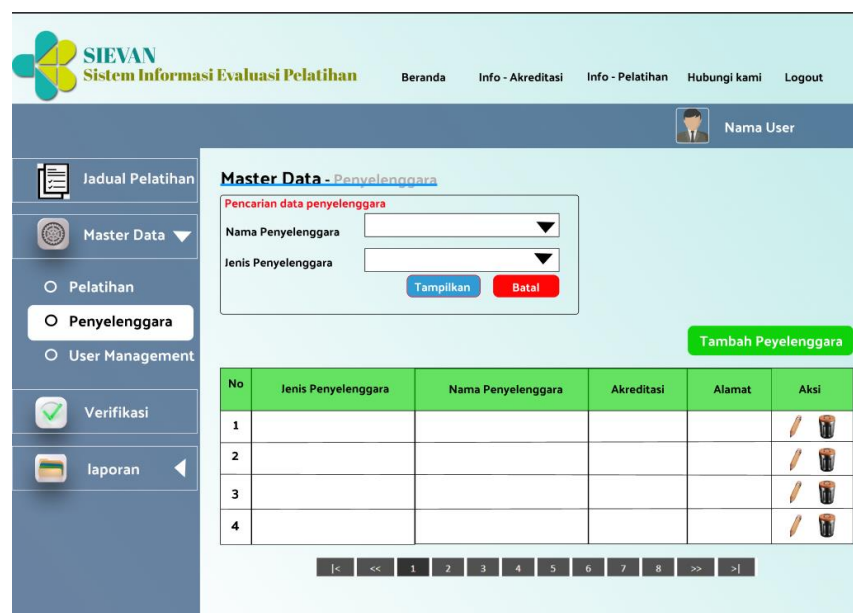 SIEVAN
Sistem Informasi Evaluasi Pelatihan
Beranda Info - Akreditasi Info - Pelatihan Hubungi kami Logout
Nama User
Jadual Pelatihan
Master Data
Pelatihan
Penyelenggara
User Management
Verifikasi
laporan
Master Data - Penyelenggara
Pencarian data penyelenggara
Nama Penyelenggara
Jenis Penyelenggara
Tampilkan Batal
Tambah Peyelenggara
No Jenis Penyelenggara Nama Penyelenggara Akreditasi Alamat Aksi
1
2
3
4
|< << 1 2 3 4 5 6 7 8 >> >|